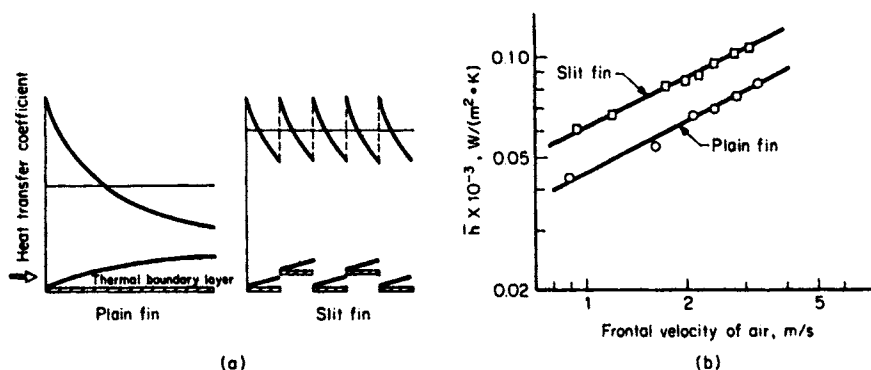 Heat transfer coefficient
Thermal boundary layer
Plain fin
Slit fin
(a)
h̄ X 10⁻³, W/(m²•K)
0.10
0.05
0.02
Slit fin
Plain fin
1
2
5
Frontal velocity of air, m/s
(b)